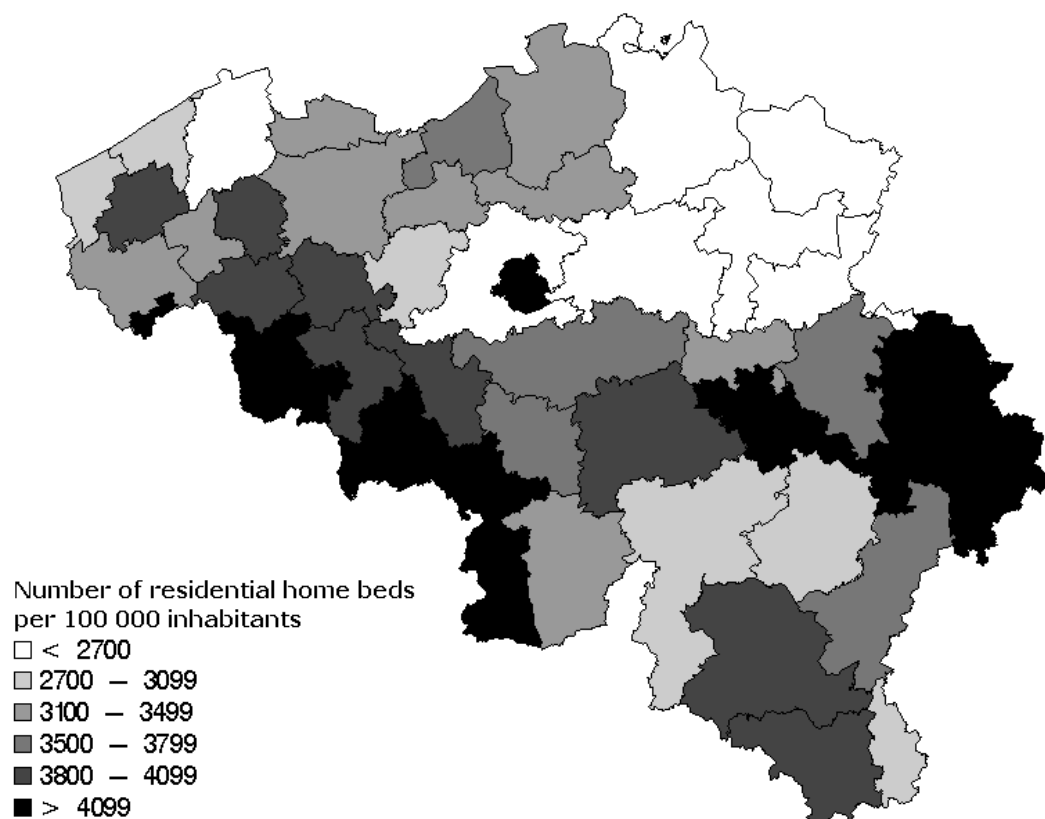 Number of residential home beds
per 100 000 inhabitants
< 2700
2700 – 3099
3100 – 3499
3500 – 3799
3800 – 4099
> 4099